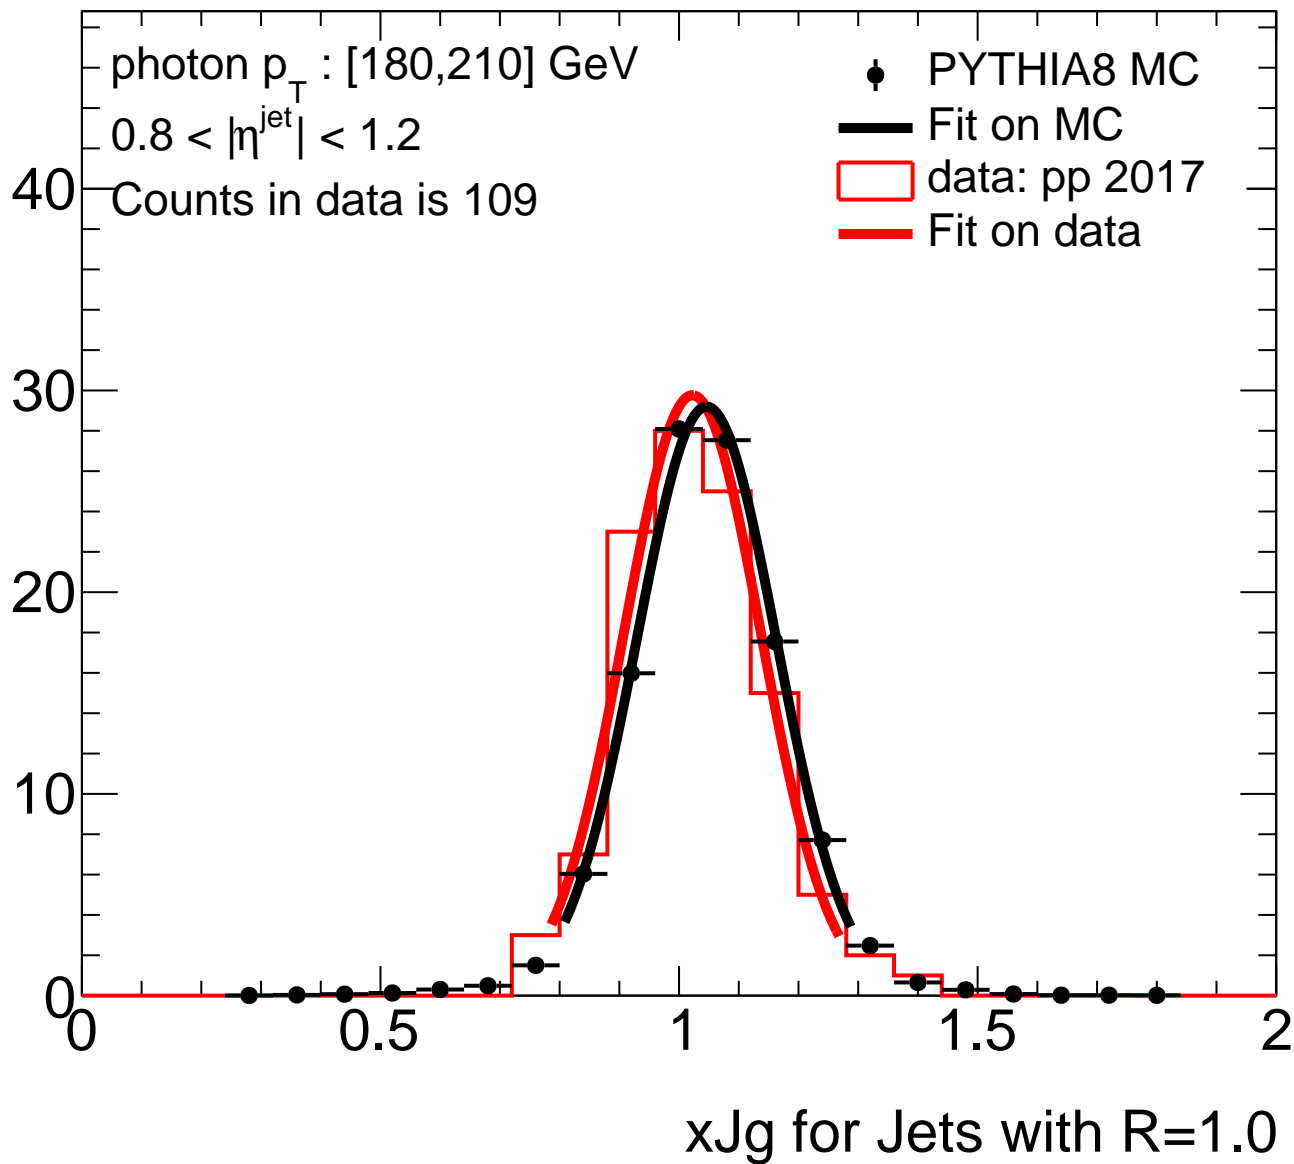 photon p_T : [180,210] GeV
0.8 < |η^jet| < 1.2
Counts in data is 109
PYTHIA8 MC
Fit on MC
data: pp 2017
Fit on data
40
30
20
10
0
0 0.5 1 1.5 2
xJg for Jets with R=1.0